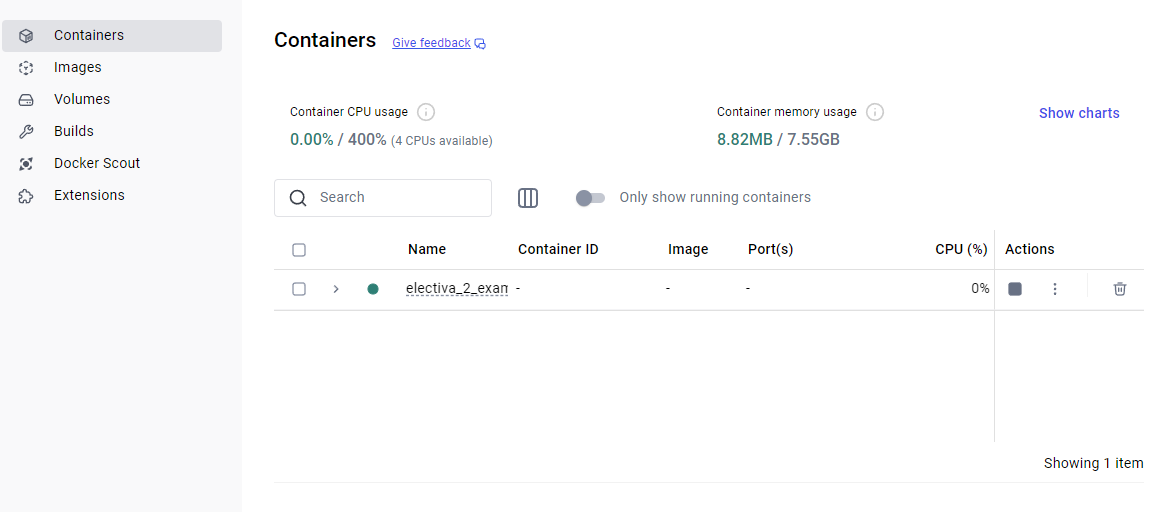 Containers
Images
Volumes
Builds
Docker Scout
Extensions
Containers Give feedback
Container CPU usage
0.00% / 400% (4 CPUs available)
Container memory usage
8.82MB / 7.55GB
Show charts
Search
Only show running containers
Name Container ID Image Port(s) CPU (%) Actions
electiva_2_exam - - - 0%
Showing 1 item